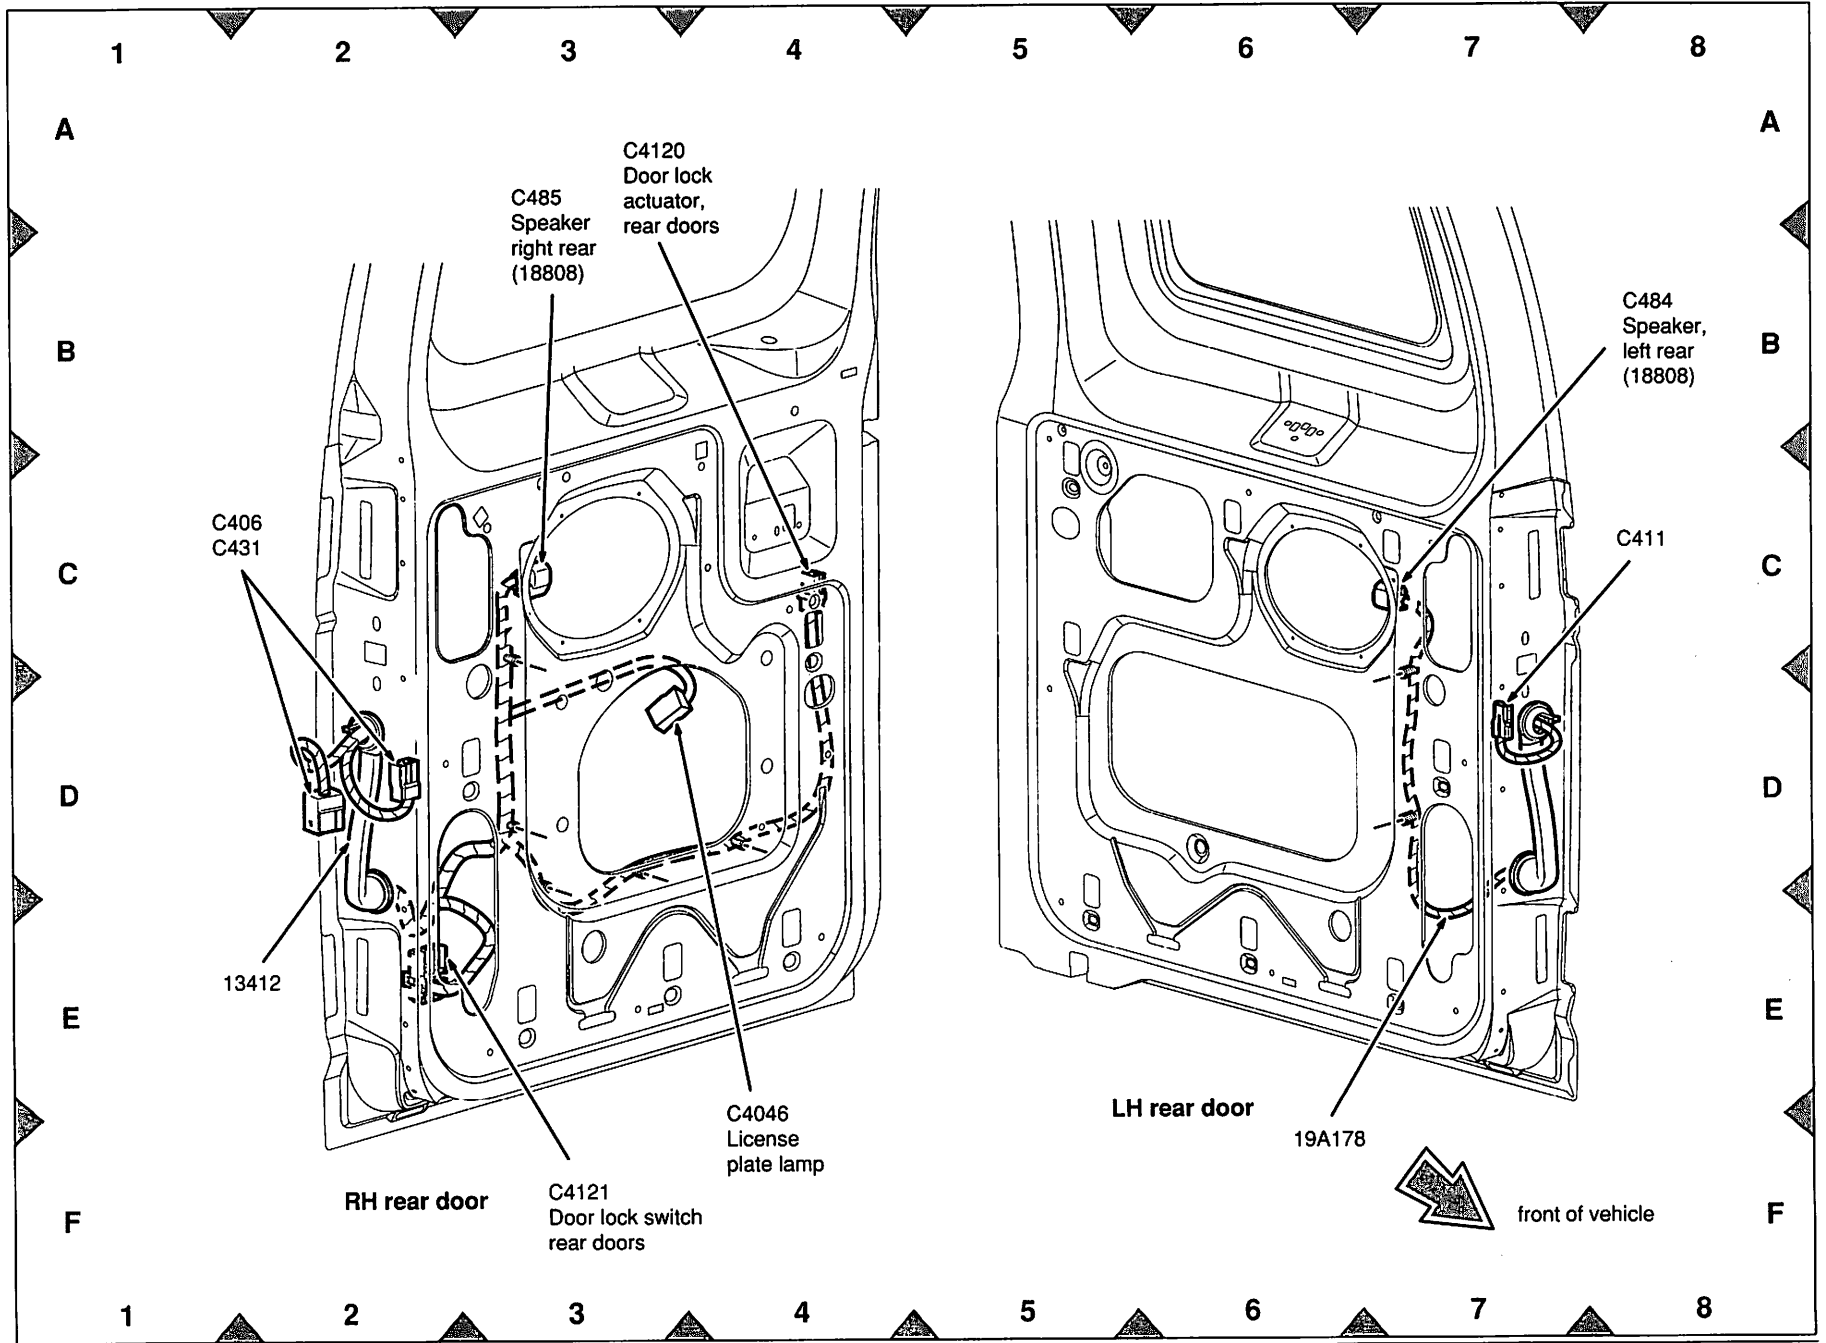 1 2 3 4 5 6 7 8
A A
C4120
Door lock
actuator,
rear doors
C485
Speaker
right rear
(18808)
C484
Speaker,
left rear
(18808)
B B
C406
C431
C411
C C
D D
13412
E E
C4046
License
plate lamp
LH rear door
19A178
RH rear door
C4121
Door lock switch
rear doors
front of vehicle
F F
1 2 3 4 5 6 7 8